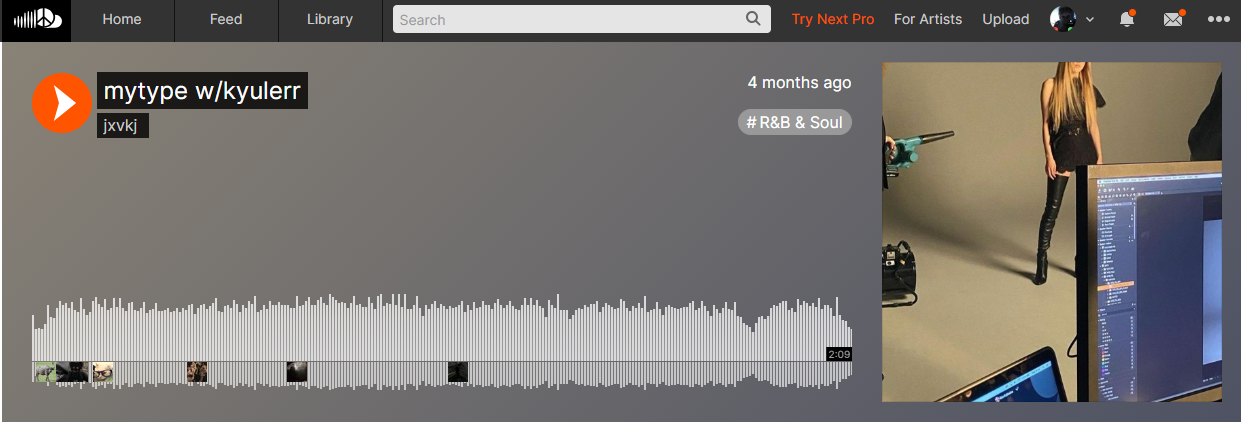 Home
Feed
Library
Search
Try Next Pro
For Artists
Upload
mytype w/kyulerr
jxvkj
4 months ago
# R&B & Soul
2:09